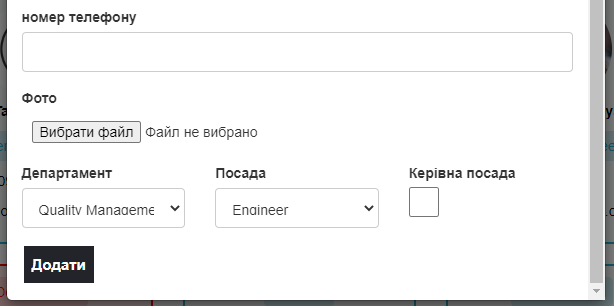 номер телефону
Фото
Вибрати файл Файл не вибрано
Департамент Посада Керівна посада
Quality Manageme Engineer
Додати